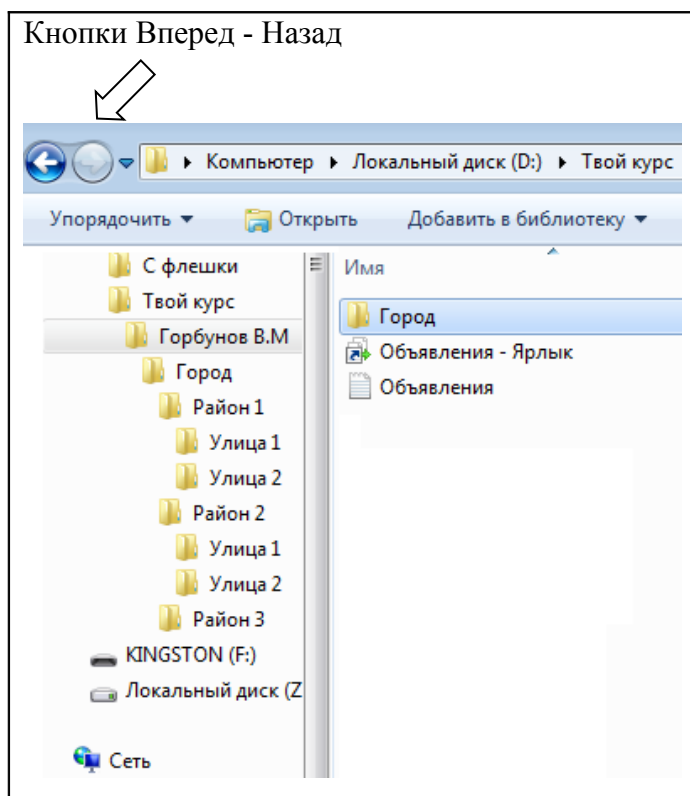 Кнопки Вперед - Назад
Компьютер Локальный диск (D:) Твой курс
Упорядочить Открыть Добавить в библиотеку
С флешки
Твой курс
Горбунов В.М
Город
Район 1
Улица 1
Улица 2
Район 2
Улица 1
Улица 2
Район 3
KINGSTON (F:)
Локальный диск (Z
Сеть
Имя
Город
Объявления - Ярлык
Объявления